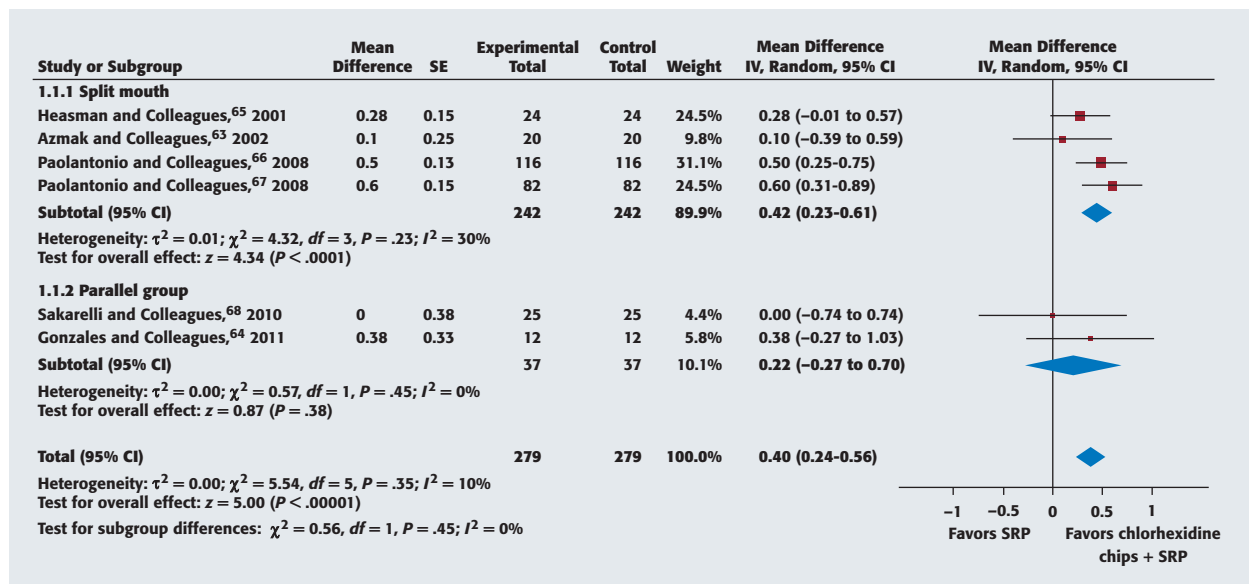 Mean Experimental Control Mean Difference Mean Difference
Study or Subgroup Difference SE Total Total Weight IV, Random, 95% CI IV, Random, 95% CI
1.1.1 Split mouth
Heasman and Colleagues,65 2001 0.28 0.15 24 24 24.5% 0.28 (−0.01 to 0.57)
Azmak and Colleagues,63 2002 0.1 0.25 20 20 9.8% 0.10 (−0.39 to 0.59)
Paolantonio and Colleagues,66 2008 0.5 0.13 116 116 31.1% 0.50 (0.25-0.75)
Paolantonio and Colleagues,67 2008 0.6 0.15 82 82 24.5% 0.60 (0.31-0.89)
Subtotal (95% CI) 242 242 89.9% 0.42 (0.23-0.61)
Heterogeneity: τ2 = 0.01; χ2 = 4.32, df = 3, P = .23; I2 = 30%
Test for overall effect: z = 4.34 (P < .0001)
1.1.2 Parallel group
Sakarelli and Colleagues,68 2010 0 0.38 25 25 4.4% 0.00 (−0.74 to 0.74)
Gonzales and Colleagues,64 2011 0.38 0.33 12 12 5.8% 0.38 (−0.27 to 1.03)
Subtotal (95% CI) 37 37 10.1% 0.22 (−0.27 to 0.70)
Heterogeneity: τ2 = 0.00; χ2 = 0.57, df = 1, P = .45; I2 = 0%
Test for overall effect: z = 0.87 (P = .38)
Total (95% CI) 279 279 100.0% 0.40 (0.24-0.56)
Heterogeneity: τ2 = 0.00; χ2 = 5.54, df = 5, P = .35; I2 = 10%
Test for overall effect: z = 5.00 (P < .00001)
Test for subgroup differences: χ2 = 0.56, df = 1, P = .45; I2 = 0%
−1 −0.5 0 0.5 1
Favors SRP Favors chlorhexidine
chips + SRP